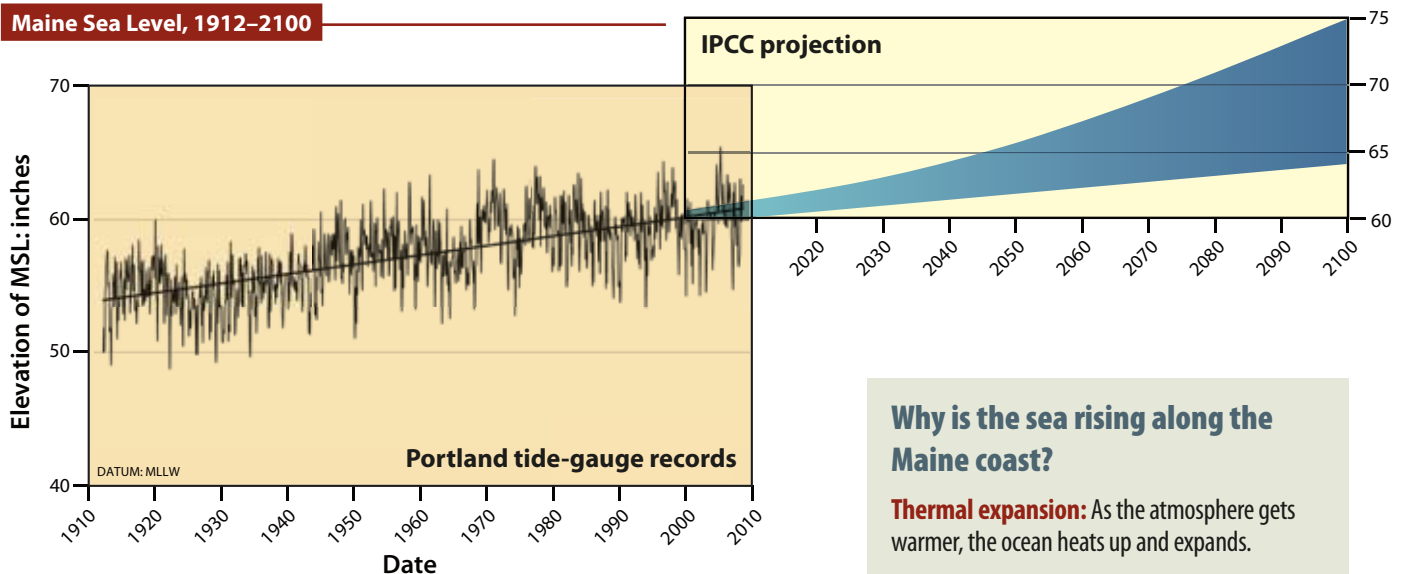 Maine Sea Level, 1912–2100
IPCC projection
75
70
65
60
2020
2030
2040
2050
2060
2070
2080
2090
2100
Elevation of MSL: inches
70
60
50
40
DATUM: MLLW
Portland tide-gauge records
1910
1920
1930
1940
1950
1960
1970
1980
1990
2000
2010
Date
Why is the sea rising along the
Maine coast?
Thermal expansion: As the atmosphere gets
warmer, the ocean heats up and expands.